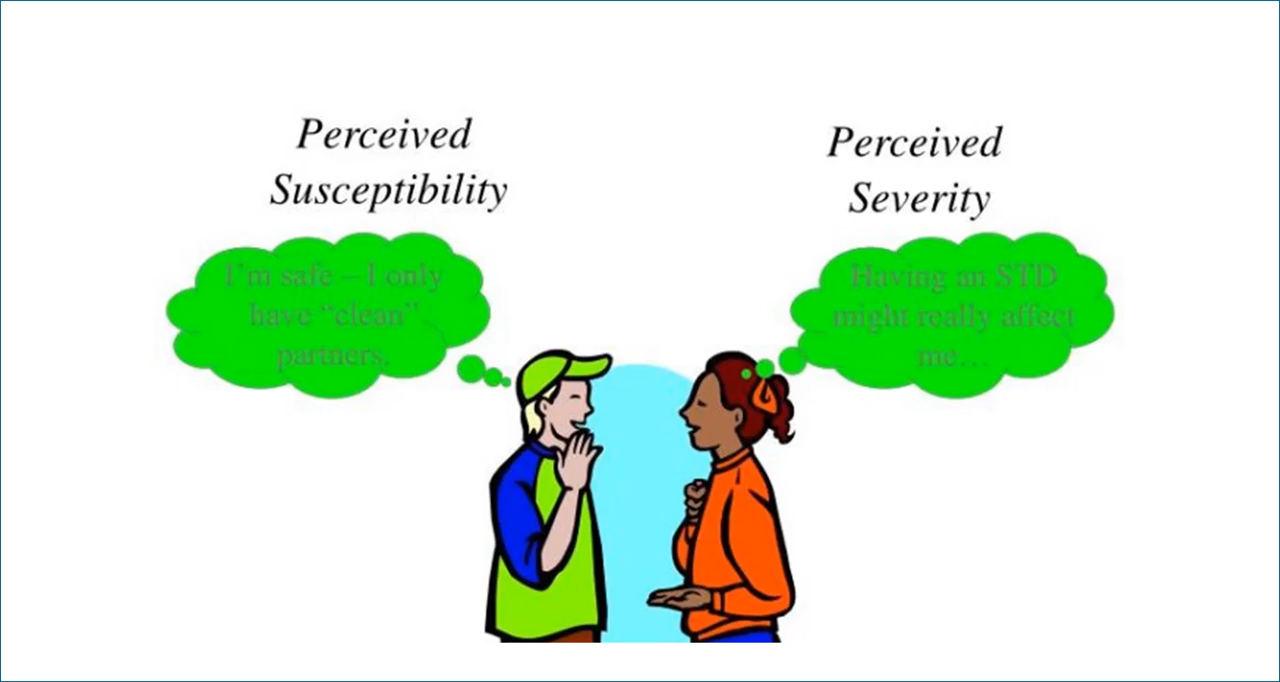 Perceived
Susceptibility
I'm safe – I only
have “clean”
partners.
Perceived
Severity
Having an STD
might really affect
me…